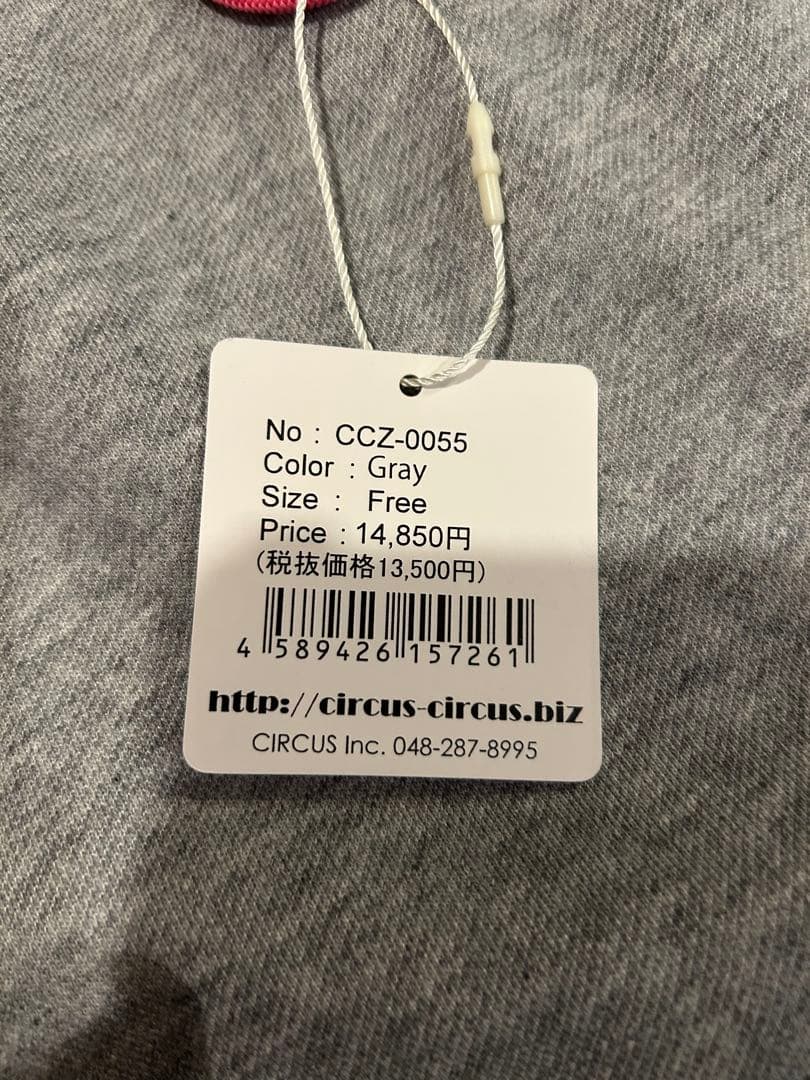 No : CCZ-0055
Color : Gray
Size : Free
Price : 14,850円
(税抜価格13,500円)
4 589426 157261
http://circus-circus.biz
CIRCUS Inc. 048-287-8995